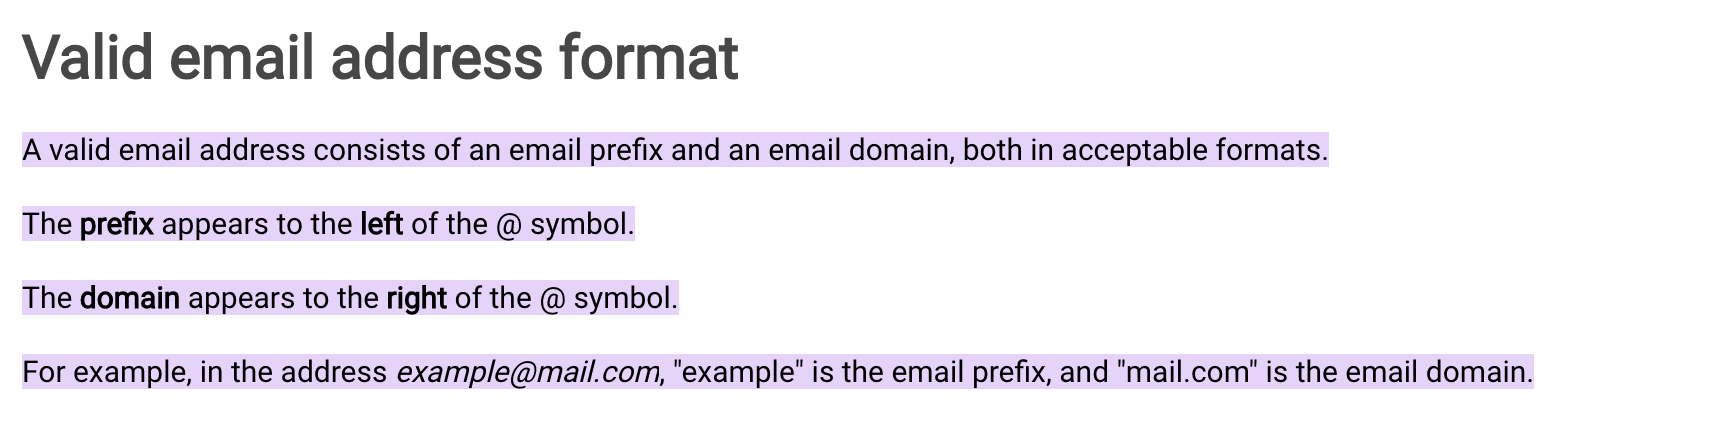 Valid email address format
A valid email address consists of an email prefix and an email domain, both in acceptable formats.
The prefix appears to the left of the @ symbol.
The domain appears to the right of the @ symbol.
For example, in the address example@mail.com, "example" is the email prefix, and "mail.com" is the email domain.